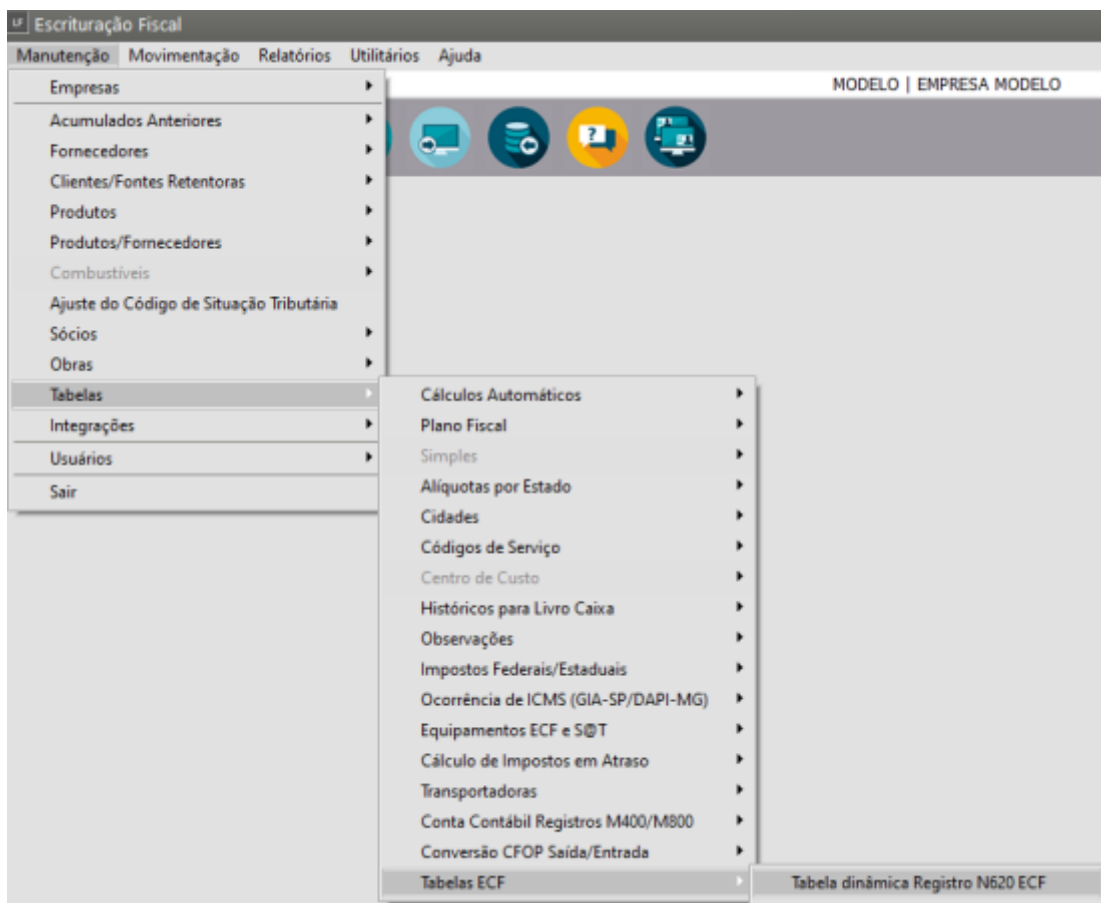 LF Escrituração Fiscal
Manutenção Movimentação Relatórios Utilitários Ajuda
MODELO | EMPRESA MODELO
Empresas
Acumulados Anteriores
Fornecedores
Clientes/Fontes Retentoras
Produtos
Produtos/Fornecedores
Combustíveis
Ajuste do Código de Situação Tributária
Sócios
Obras
Tabelas
Integrações
Usuários
Sair
Cálculos Automáticos
Plano Fiscal
Simples
Alíquotas por Estado
Cidades
Códigos de Serviço
Centro de Custo
Históricos para Livro Caixa
Observações
Impostos Federais/Estaduais
Ocorrência de ICMS (GIA-SP/DAPI-MG)
Equipamentos ECF e S@T
Cálculo de Impostos em Atraso
Transportadoras
Conta Contábil Registros M400/M800
Conversão CFOP Saída/Entrada
Tabelas ECF
Tabela dinâmica Registro N620 ECF